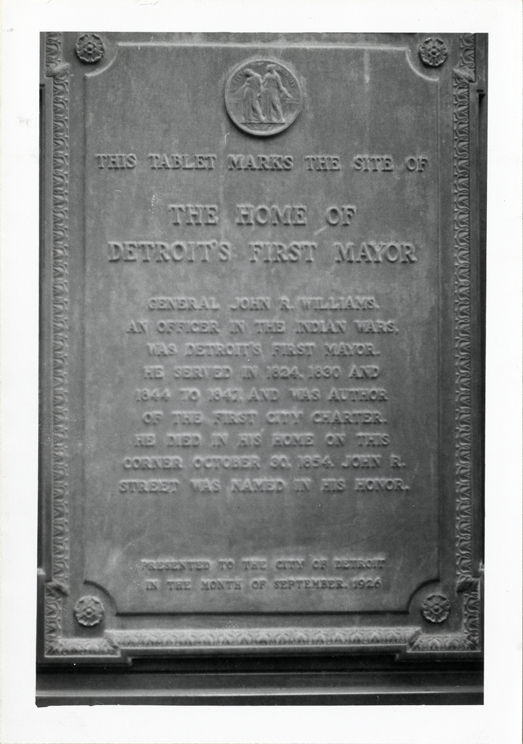 THIS TABLET MARKS THE SITE OF
THE HOME OF
DETROIT'S FIRST MAYOR
GENERAL JOHN R. WILLIAMS,
AN OFFICER IN THE INDIAN WARS,
WAS DETROIT'S FIRST MAYOR.
HE SERVED IN 1824, 1830 AND
1844 TO 1847, AND WAS AUTHOR
OF THE FIRST CITY CHARTER.
HE DIED IN HIS HOME ON THIS
CORNER OCTOBER 20, 1854. JOHN R.
STREET WAS NAMED IN HIS HONOR.
PRESENTED TO THE CITY OF DETROIT
IN THE MONTH OF SEPTEMBER, 1926